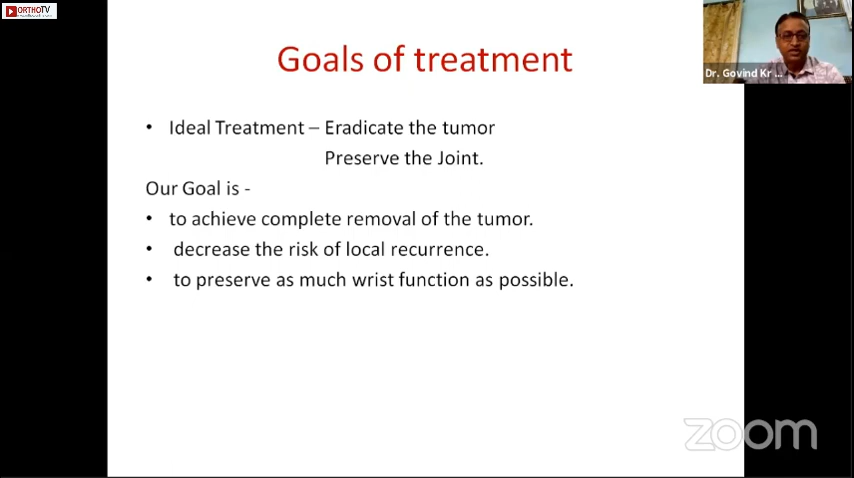 ORTHOTV
Goals of treatment
Dr. Govind Kr ...
• Ideal Treatment – Eradicate the tumor
Preserve the Joint.
Our Goal is -
• to achieve complete removal of the tumor.
• decrease the risk of local recurrence.
• to preserve as much wrist function as possible.
zoom